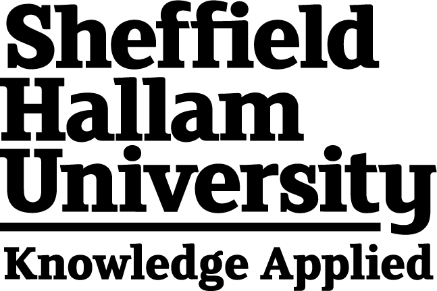 Sheffield
Hallam
University
Knowledge Applied